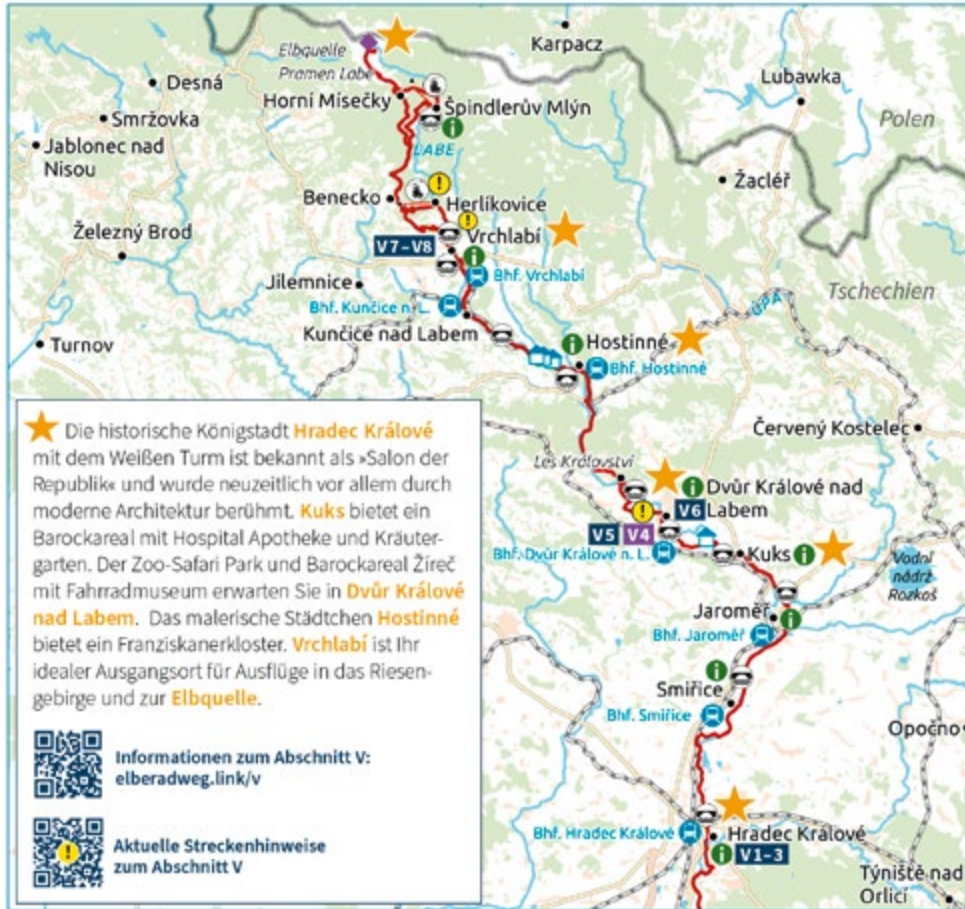 Elbquelle
Pramen Labe
Karpacz
Desná
Lubawka
Horní Mísečky
Špindlerův Mlýn
Smržovka
Polen
Jablonec nad
Nisou
LABE
Žacléř
Benecko
Herlíkovice
Železný Brod
Vrchlabí
V7–V8
Bhf. Vrchlabí
Jilemnice
Tschechien
ÚPA
Bhf. Kunčice n. L.
Kunčice nad Labem
Turnov
Hostinné
Bhf. Hostinné
Die historische Königstadt Hradec Králové
mit dem Weißen Turm ist bekannt als »Salon der
Republik« und wurde neuzeitlich vor allem durch
moderne Architektur berühmt. Kuks bietet ein
Barockareal mit Hospital Apotheke und Kräuter-
garten. Der Zoo-Safari Park und Barockareal Žireč
mit Fahrradmuseum erwarten Sie in Dvůr Králové
nad Labem. Das malerische Städtchen Hostinné
bietet ein Franziskanerkloster. Vrchlabí ist Ihr
idealer Ausgangsort für Ausflüge in das Riesen-
gebirge und zur Elbquelle.
Informationen zum Abschnitt V:
elberadweg.link/v
Aktuelle Streckenhinweise
zum Abschnitt V
Červený Kostelec
Les Království
Dvůr Králové nad
Labem
V6
V5
V4
Bhf. Dvůr Králové n. L.
Kuks
Vodní
nádrž
Rozkoš
Jaroměř
Bhf. Jaroměř
Smiřice
Bhf. Smiřice
Opočno
Bhf. Hradec Králové
Hradec Králové
V1–3
Týniště nad
Orlicí